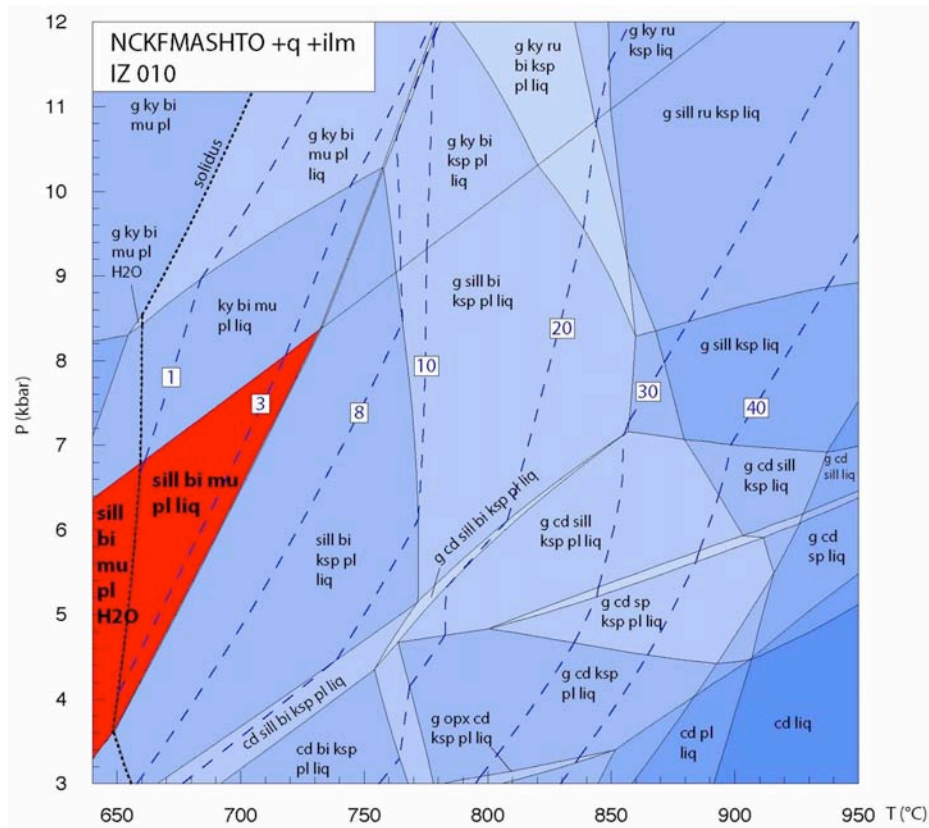 NCKFMASHTO +q +ilm
IZ 010
12
11
10
9
8
7
6
5
4
3
P (kbar)
650
700
750
800
850
900
950
T (°C)
g ky bi
mu pl
solidus
g ky bi
mu pl
liq
g ky bi
ksp pl
liq
g ky ru
bi ksp
pl liq
g ky ru
ksp liq
g sill ru ksp liq
g ky bi
mu pl
H2O
ky bi mu
pl liq
g sill bi
ksp pl liq
g sill ksp liq
1
3
8
10
20
30
40
sill bi mu
pl liq
sill
bi
mu
pl
H2O
sill bi
ksp pl
liq
g cd sill bi ksp pl liq
g cd sill
ksp pl liq
g cd sill
ksp liq
g cd
sill liq
g cd
sp liq
g cd sp
ksp pl liq
g cd ksp
pl liq
cd sill bi ksp pl liq
cd bi ksp
pl liq
g opx cd
ksp pl liq
cd pl
liq
cd liq